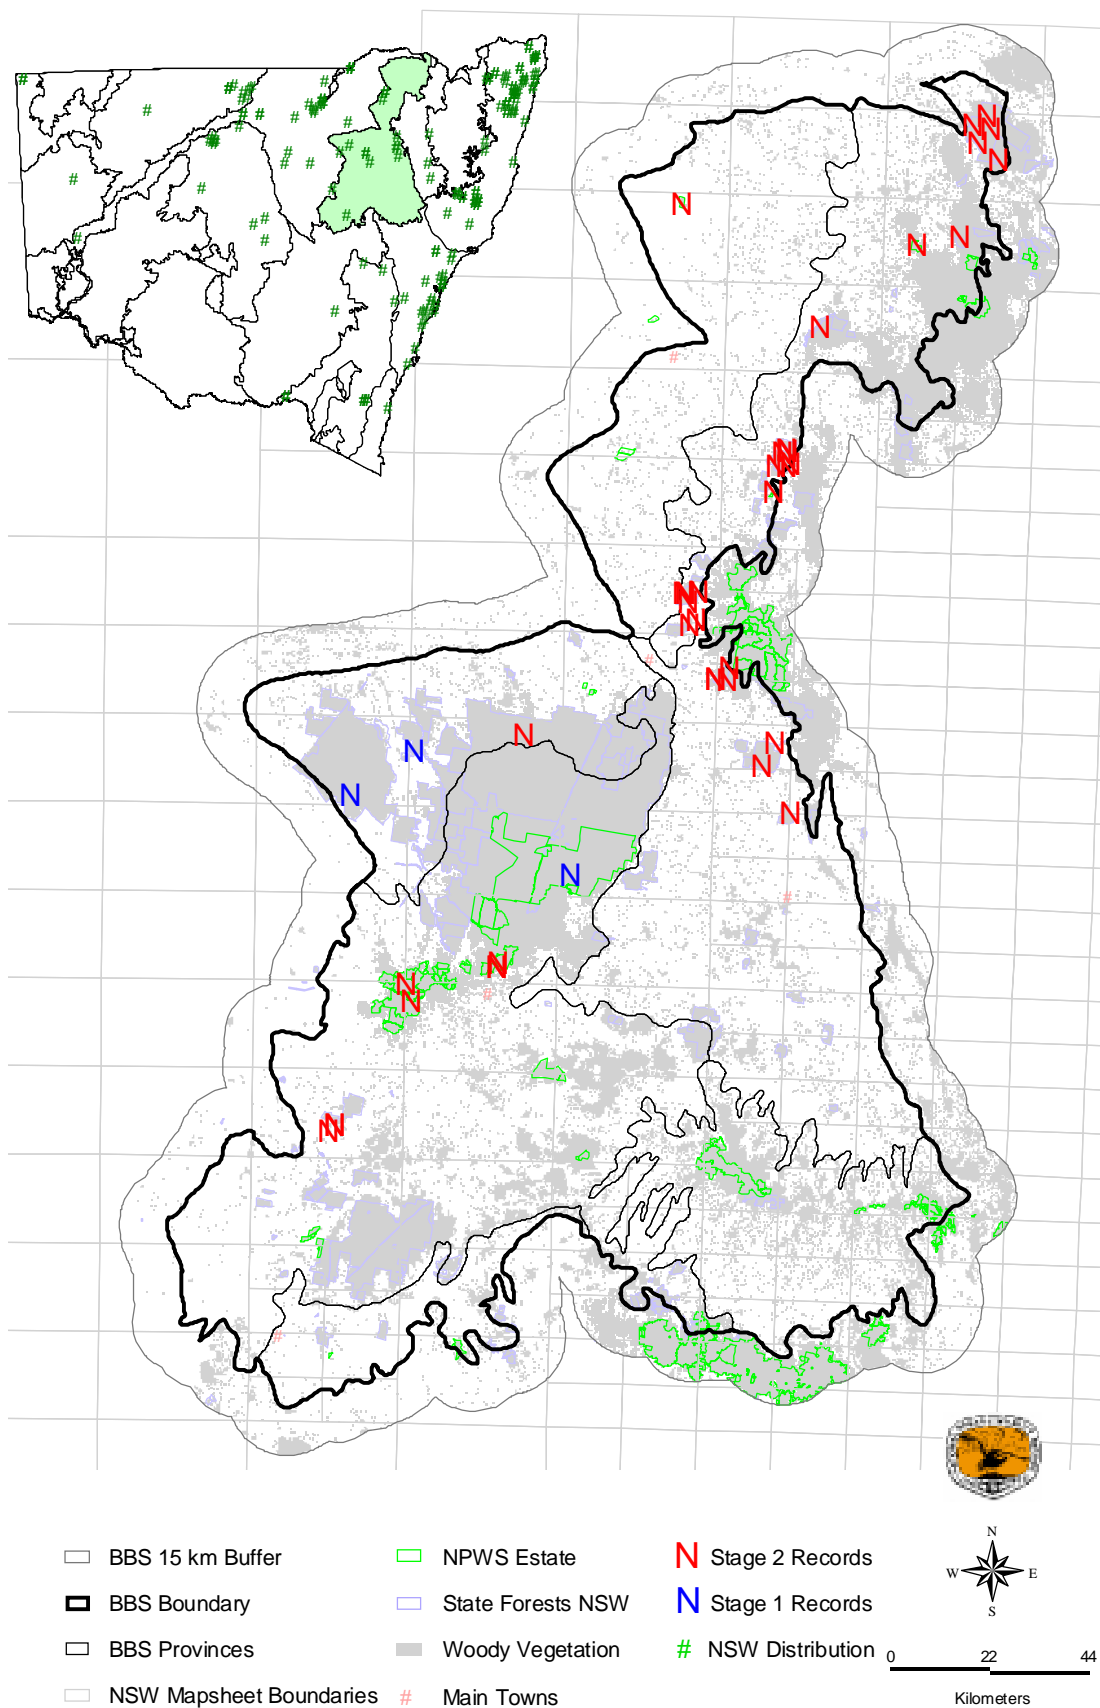 BBS 15 km Buffer
BBS Boundary
BBS Provinces
NSW Mapsheet Boundaries
NPWS Estate
State Forests NSW
Woody Vegetation
# Main Towns
N Stage 2 Records
N Stage 1 Records
# NSW Distribution
N
W E
S
0 22 44
Kilometers